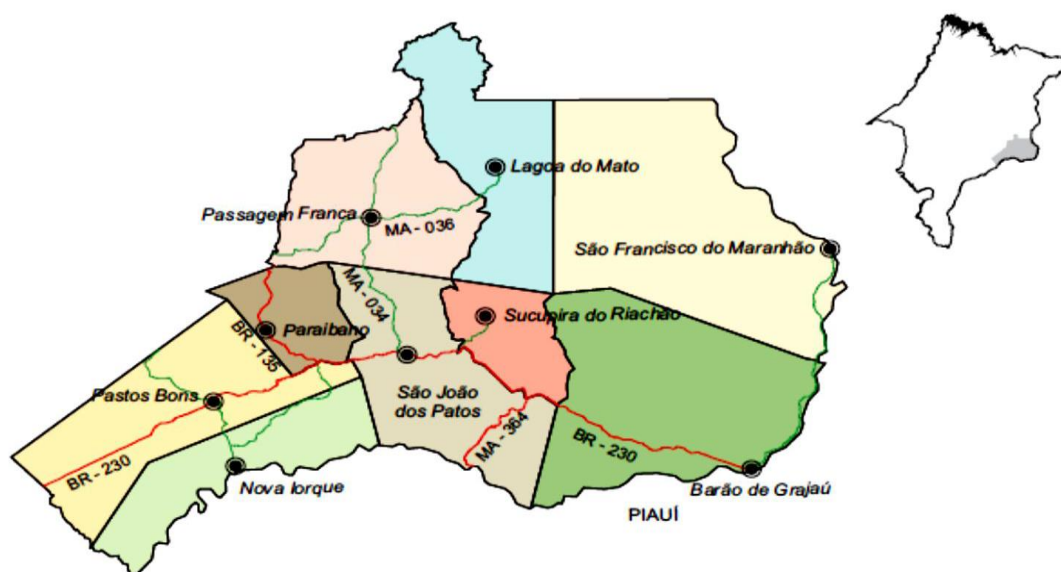 Lagoa do Mato
Passagem Franca
MA - 036
São Francisco do Maranhão
MA - 034
Sucupira do Riachão
Paraibano
BR - 135
São João
dos Patos
Pastos Bons
MA - 364
BR - 230
BR - 230
Nova Iorque
Barão de Grajaú
PIAUÍ